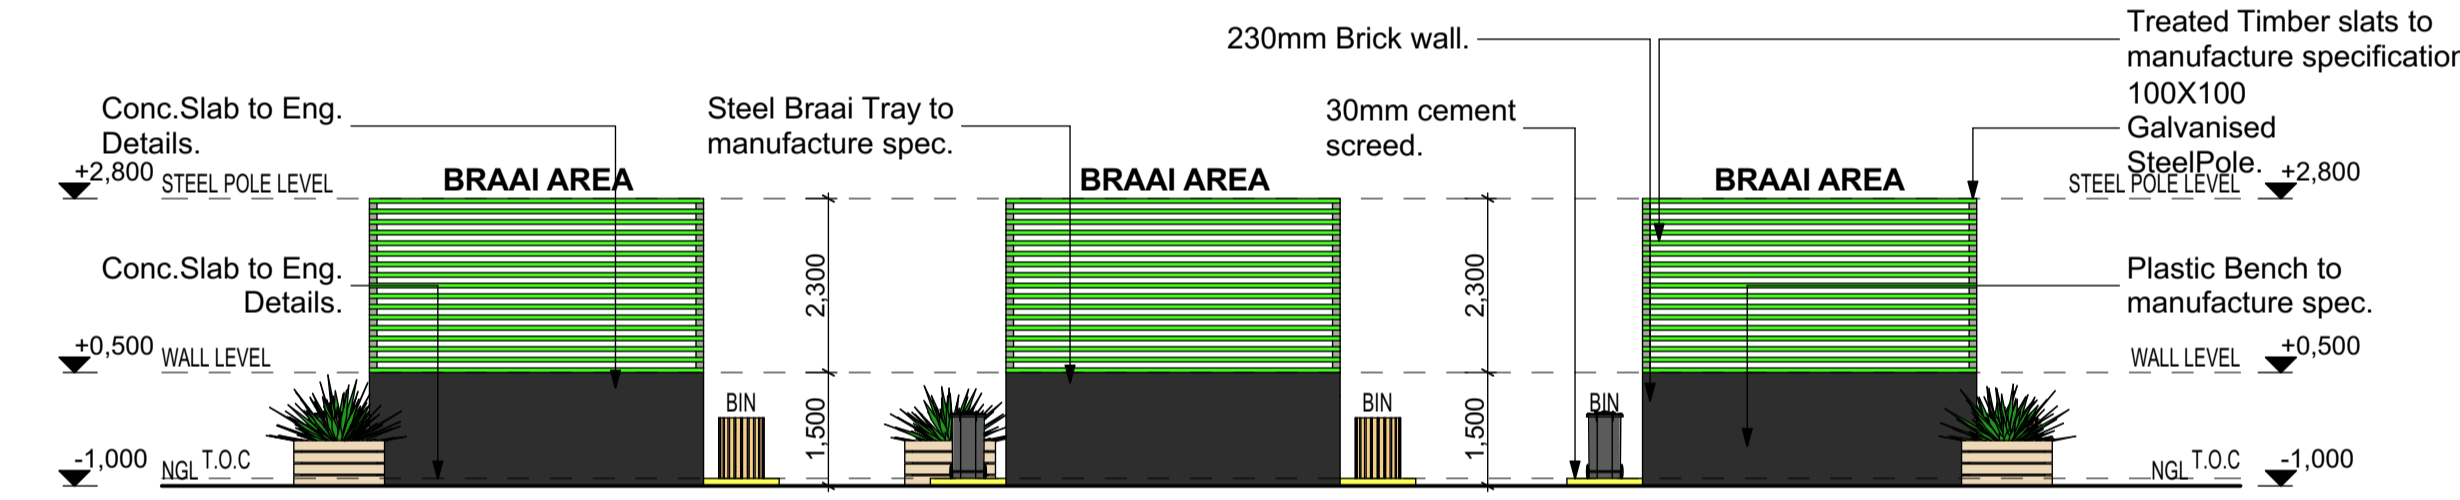 230mm Brick wall.
Treated Timber slats to
manufacture specification
100X100
Galvanised
SteelPole.
Conc.Slab to Eng.
Details.
Steel Braai Tray to
manufacture spec.
30mm cement
screed.
+2,800 STEEL POLE LEVEL
BRAAI AREA
BRAAI AREA
BRAAI AREA
STEEL POLE LEVEL +2,800
Conc.Slab to Eng.
Details.
2,300
2,300
Plastic Bench to
manufacture spec.
+0,500 WALL LEVEL
WALL LEVEL +0,500
BIN
1,500
BIN
1,500
BIN
-1,000 NGL T.O.C
NGL T.O.C -1,000